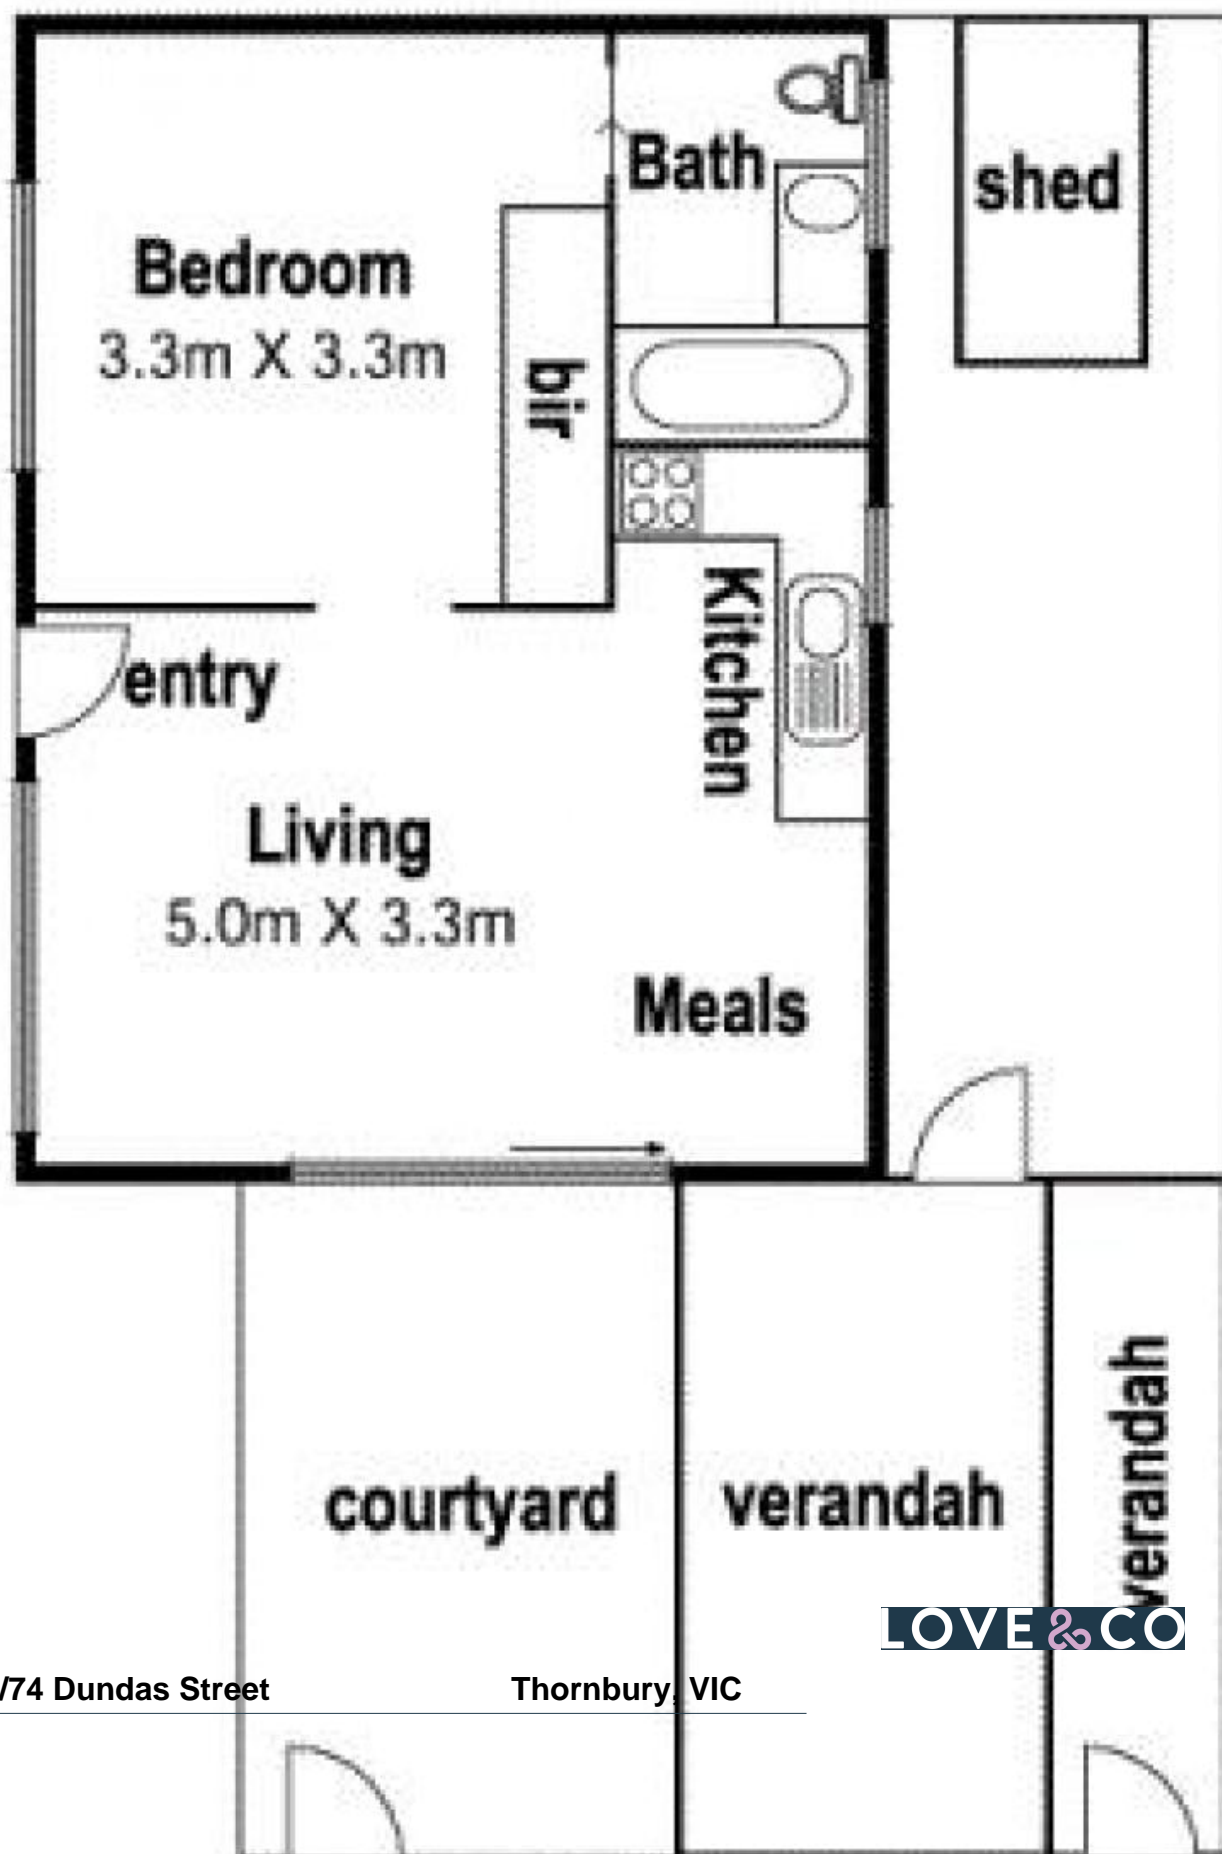 Bath
shed
Bedroom
3.3m X 3.3m
bir
Kitchen
entry
Living
5.0m X 3.3m
Meals
courtyard
verandah
verandah
LOVE & CO
/74 Dundas Street Thornbury, VIC